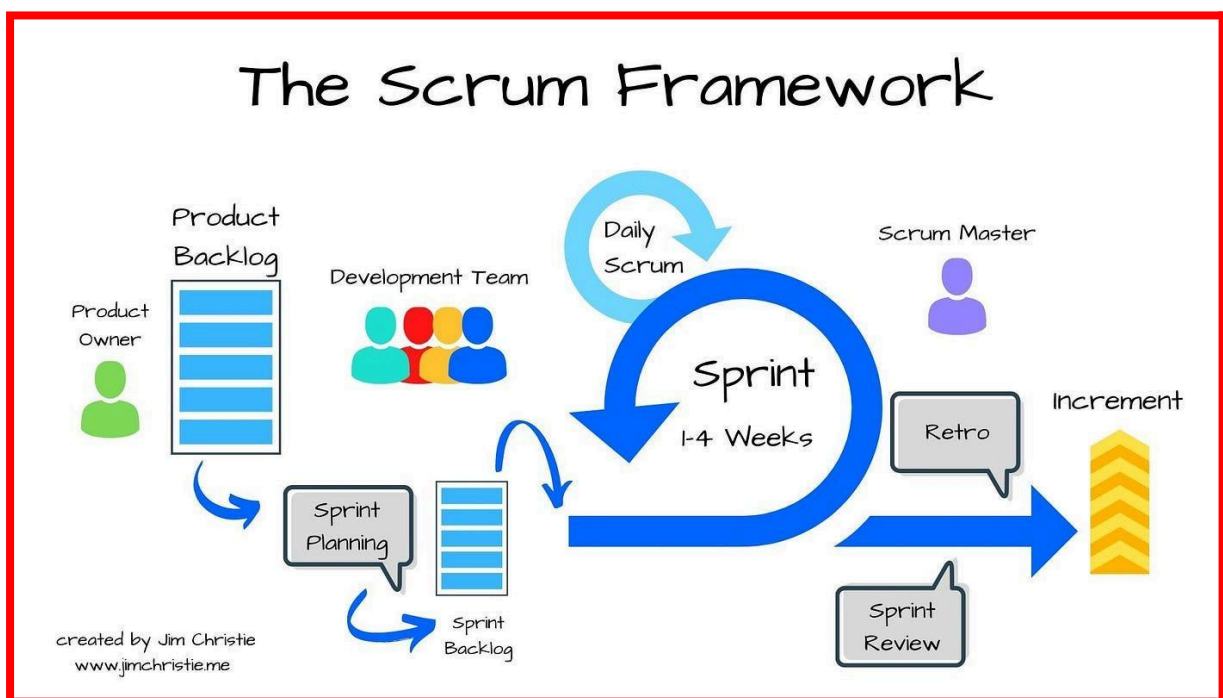 The Scrum Framework
Product
Backlog
Product
Owner
Development Team
Daily
Scrum
Scrum Master
Sprint
1-4 Weeks
Retro
Increment
Sprint
Planning
Sprint
Backlog
Sprint
Review
created by Jim Christie
www.jimchristie.me